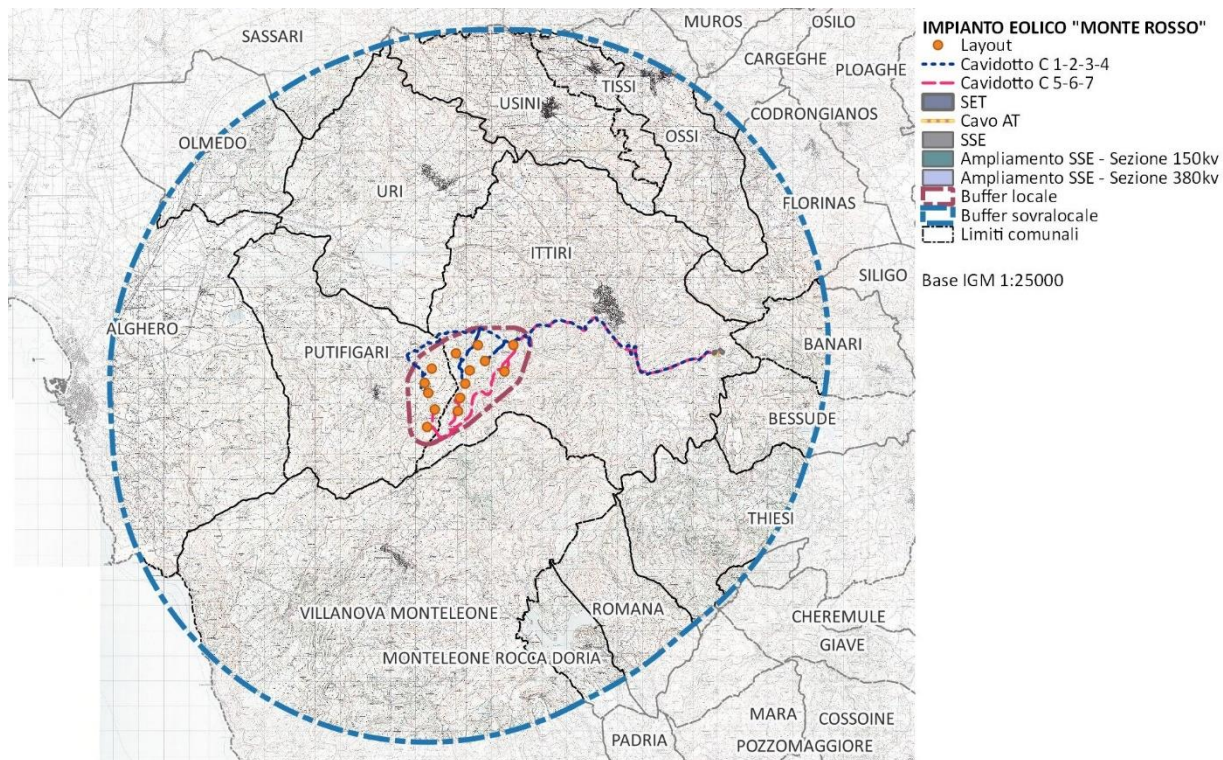 MUROS
OSILO
SASSARI
CARGEGHE
PLOAGHE
TISSI
USINI
CODRONGIANOS
OSSI
OLMEDO
URI
FLORINAS
ITTIRI
SILIGO
ALGHERO
BANARI
PUTIFIGARI
BESSUDE
THIESI
VILLANOVA MONTELEONE
ROMANA
CHEREMULE
GIAVE
MONTELEONE ROCCA DORIA
MARA
COSSOINE
PADRIA
POZZOMAGGIORE
IMPIANTO EOLICO "MONTE ROSSO"
Layout
Cavidotto C 1-2-3-4
Cavidotto C 5-6-7
SET
Cavo AT
SSE
Ampliamento SSE - Sezione 150kv
Ampliamento SSE - Sezione 380kv
Buffer locale
Buffer sovralocale
Limiti comunali
Base IGM 1:25000